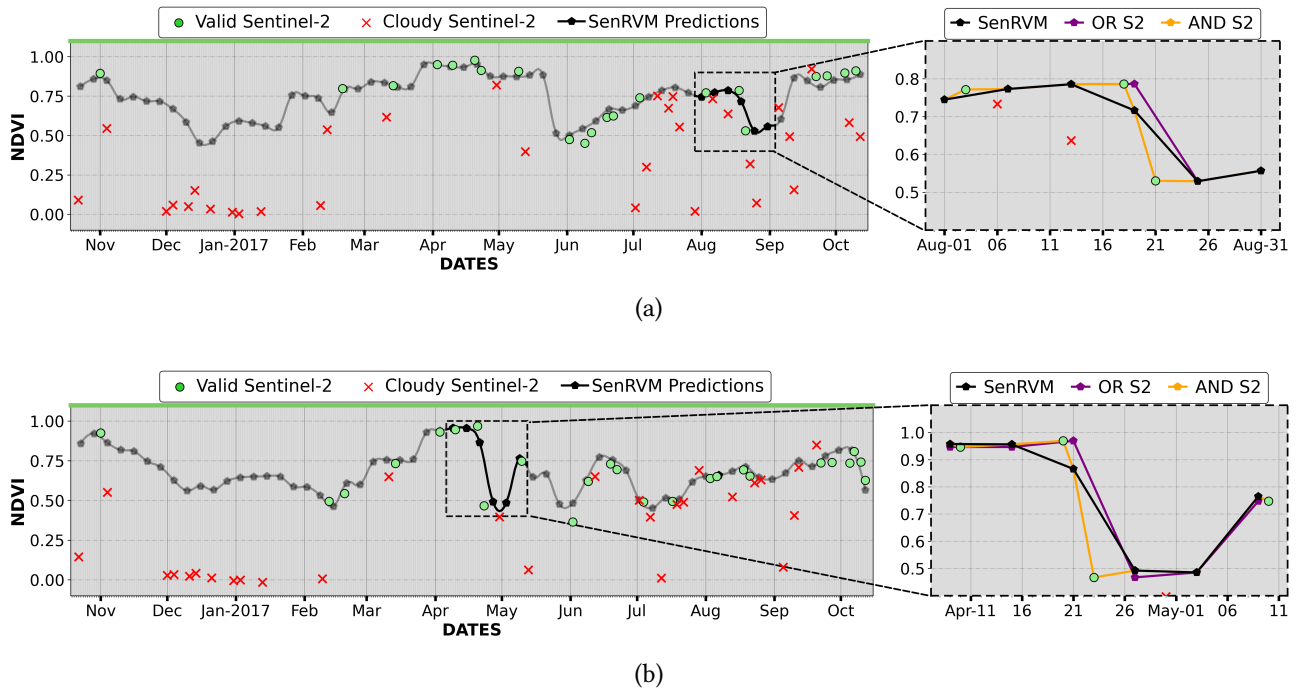 Valid Sentinel-2 Cloudy Sentinel-2 SenRVM Predictions
SenRVM OR S2 AND S2
1.00
0.75
0.50
0.25
0.00
NDVI
Nov Dec Jan-2017 Feb Mar Apr May Jun Jul Aug Sep Oct
DATES
0.8
0.7
0.6
0.5
Aug-01 06 11 16 21 26 Aug-31
(a)
Valid Sentinel-2 Cloudy Sentinel-2 SenRVM Predictions
SenRVM OR S2 AND S2
1.00
0.75
0.50
0.25
0.00
NDVI
Nov Dec Jan-2017 Feb Mar Apr May Jun Jul Aug Sep Oct
DATES
1.0
0.9
0.8
0.7
0.6
0.5
Apr-11 16 21 26 May-01 06 11
(b)